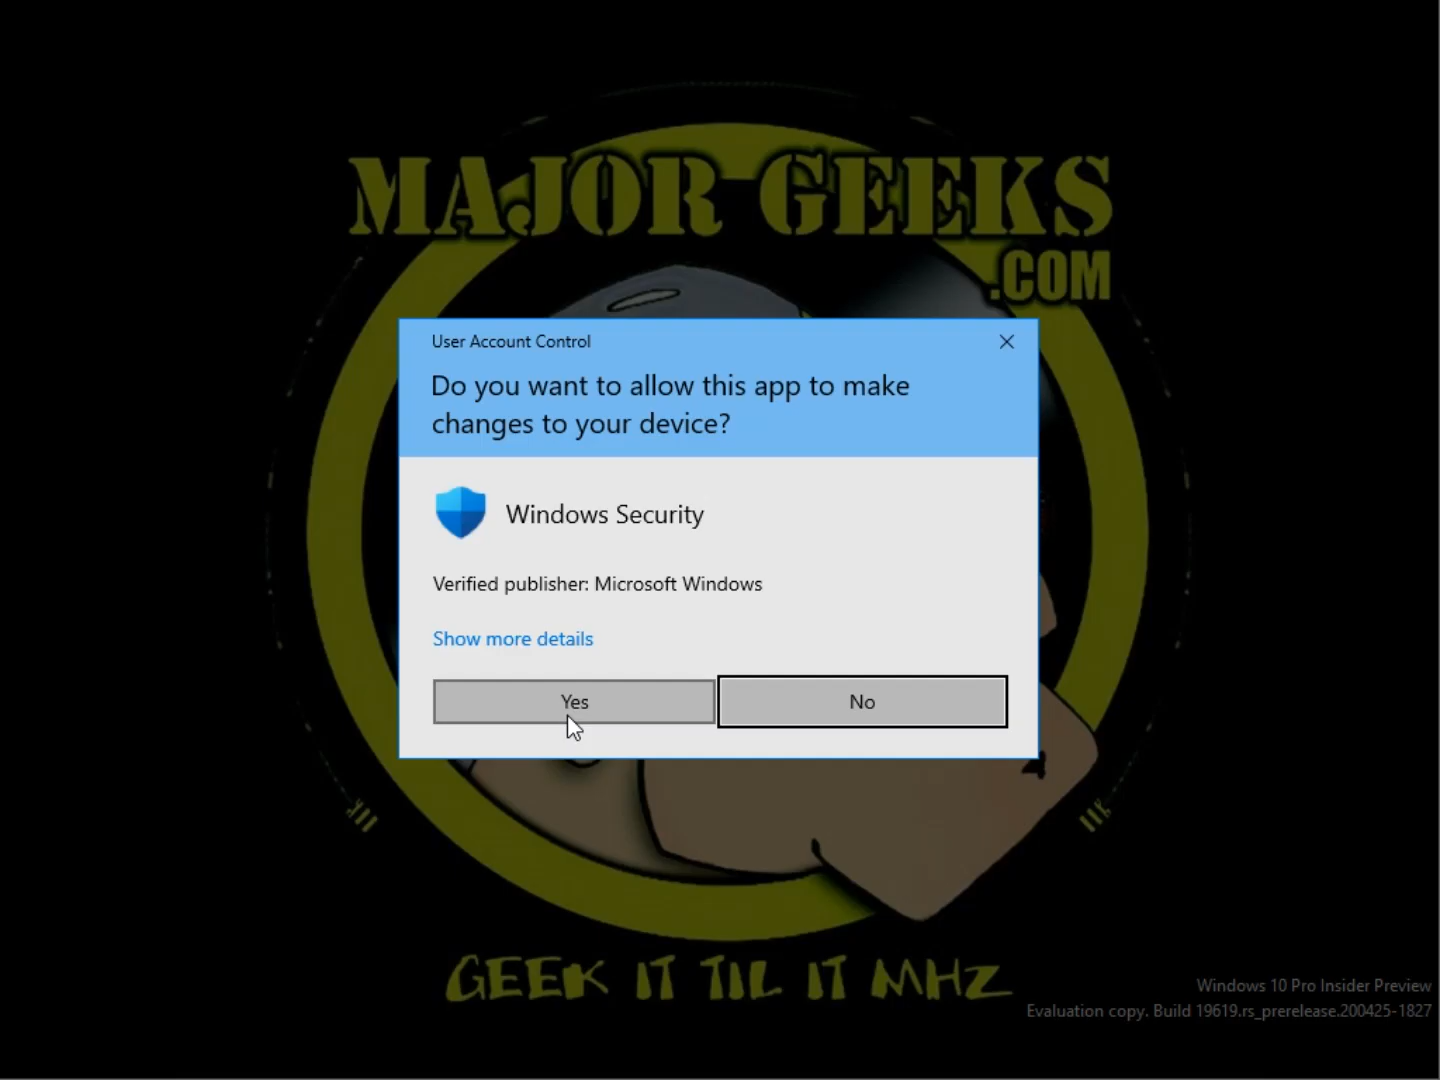 MAJOR GEEKS
.COM
User Account Control
Do you want to allow this app to make
changes to your device?
Windows Security
Verified publisher: Microsoft Windows
Show more details
Yes
No
GEEK IT TIL IT MHZ
Windows 10 Pro Insider Preview
Evaluation copy. Build 19619.rs_prerelease.200425-1827